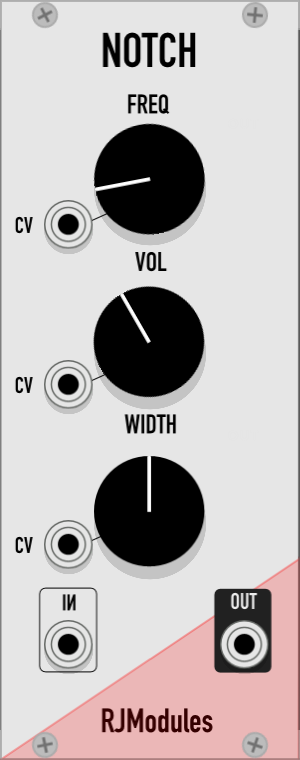 NOTCH
FREQ
CV
VOL
CV
WIDTH
CV
IN
OUT
RJModules